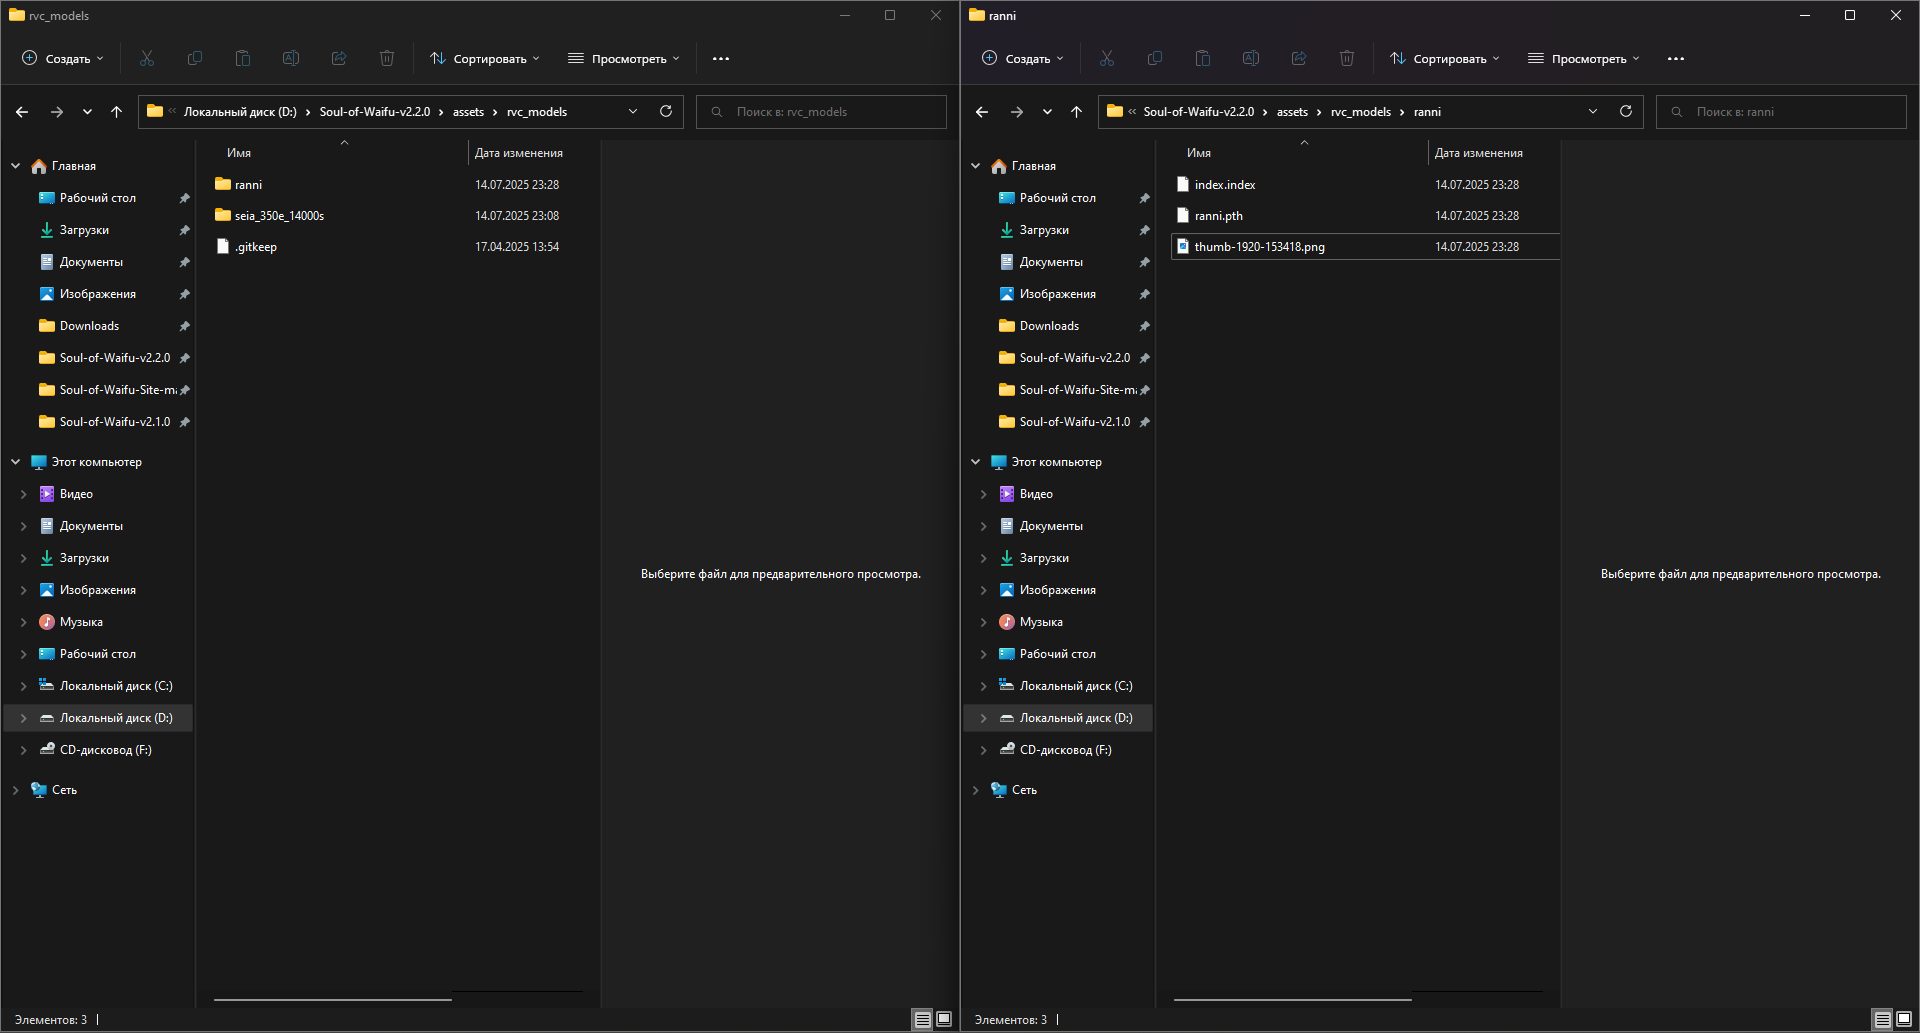 rvc_models
Создать
Сортировать
Просмотреть
Локальный диск (D:) Soul-of-Waifu-v2.2.0 assets rvc_models
Поиск в: rvc_models
Имя Дата изменения
ranni 14.07.2025 23:28
seia_350e_14000s 14.07.2025 23:08
.gitkeep 17.04.2025 13:54
Главная
Рабочий стол
Загрузки
Документы
Изображения
Downloads
Soul-of-Waifu-v2.2.0
Soul-of-Waifu-Site-ma
Soul-of-Waifu-v2.1.0
Этот компьютер
Видео
Документы
Загрузки
Изображения
Музыка
Рабочий стол
Локальный диск (C:)
Локальный диск (D:)
CD-дисковод (F:)
Сеть
Выберите файл для предварительного просмотра.
Элементов: 3
ranni
Создать
Сортировать
Просмотреть
Soul-of-Waifu-v2.2.0 assets rvc_models ranni
Поиск в: ranni
Имя Дата изменения
index.index 14.07.2025 23:28
ranni.pth 14.07.2025 23:28
thumb-1920-153418.png 14.07.2025 23:28
Главная
Рабочий стол
Загрузки
Документы
Изображения
Downloads
Soul-of-Waifu-v2.2.0
Soul-of-Waifu-Site-ma
Soul-of-Waifu-v2.1.0
Этот компьютер
Видео
Документы
Загрузки
Изображения
Музыка
Рабочий стол
Локальный диск (C:)
Локальный диск (D:)
CD-дисковод (F:)
Сеть
Выберите файл для предварительного просмотра.
Элементов: 3